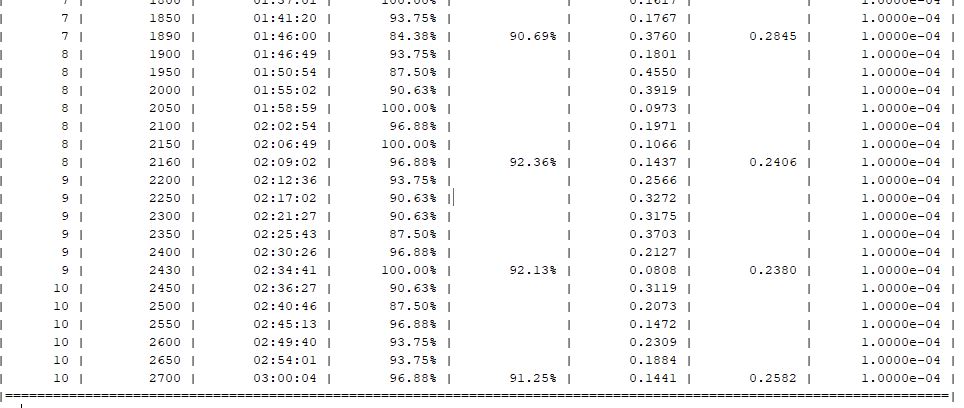 7 | 1800 | 01:37:01 | 100.00% | | 0.1617 | | 1.0000e-04 |
| 7 | 1850 | 01:41:20 | 93.75% | | 0.1767 | | 1.0000e-04 |
| 7 | 1890 | 01:46:00 | 84.38% | 90.69% | 0.3760 | 0.2845 | 1.0000e-04 |
| 8 | 1900 | 01:46:49 | 93.75% | | 0.1801 | | 1.0000e-04 |
| 8 | 1950 | 01:50:54 | 87.50% | | 0.4550 | | 1.0000e-04 |
| 8 | 2000 | 01:55:02 | 90.63% | | 0.3919 | | 1.0000e-04 |
| 8 | 2050 | 01:58:59 | 100.00% | | 0.0973 | | 1.0000e-04 |
| 8 | 2100 | 02:02:54 | 96.88% | | 0.1971 | | 1.0000e-04 |
| 8 | 2150 | 02:06:49 | 100.00% | | 0.1066 | | 1.0000e-04 |
| 8 | 2160 | 02:09:02 | 96.88% | 92.36% | 0.1437 | 0.2406 | 1.0000e-04 |
| 9 | 2200 | 02:12:36 | 93.75% | | 0.2566 | | 1.0000e-04 |
| 9 | 2250 | 02:17:02 | 90.63% | | 0.3272 | | 1.0000e-04 |
| 9 | 2300 | 02:21:27 | 90.63% | | 0.3175 | | 1.0000e-04 |
| 9 | 2350 | 02:25:43 | 87.50% | | 0.3703 | | 1.0000e-04 |
| 9 | 2400 | 02:30:26 | 96.88% | | 0.2127 | | 1.0000e-04 |
| 9 | 2430 | 02:34:41 | 100.00% | 92.13% | 0.0808 | 0.2380 | 1.0000e-04 |
| 10 | 2450 | 02:36:27 | 90.63% | | 0.3119 | | 1.0000e-04 |
| 10 | 2500 | 02:40:46 | 87.50% | | 0.2073 | | 1.0000e-04 |
| 10 | 2550 | 02:45:13 | 96.88% | | 0.1472 | | 1.0000e-04 |
| 10 | 2600 | 02:49:40 | 93.75% | | 0.2309 | | 1.0000e-04 |
| 10 | 2650 | 02:54:01 | 93.75% | | 0.1884 | | 1.0000e-04 |
| 10 | 2700 | 03:00:04 | 96.88% | 91.25% | 0.1441 | 0.2582 | 1.0000e-04 |